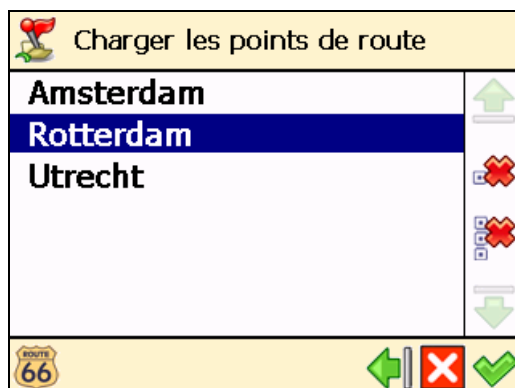 Charger les points de route
Amsterdam
Rotterdam
Utrecht
ROUTE
66